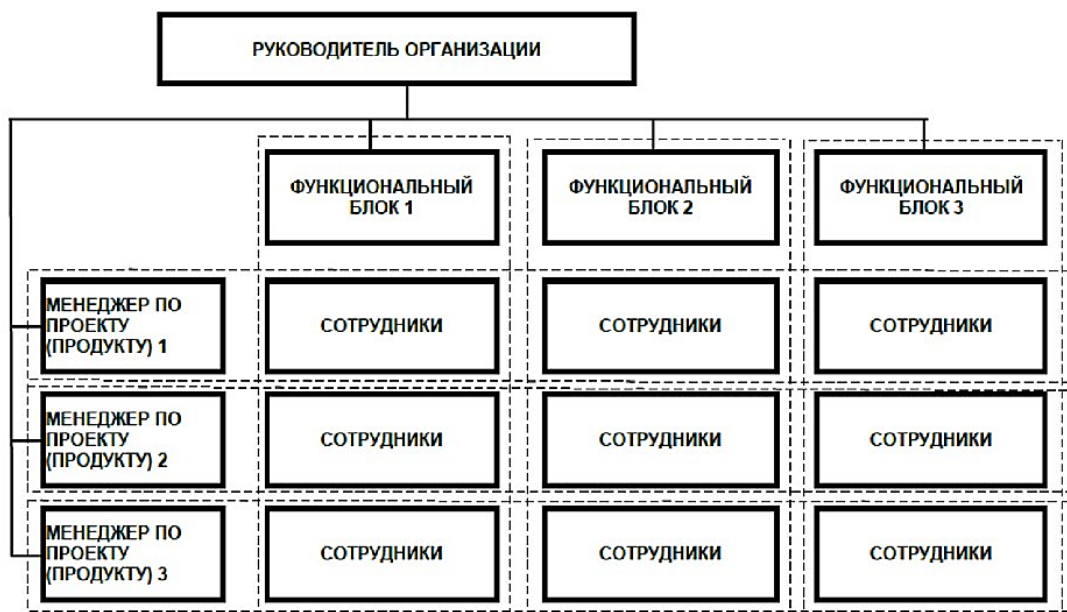 РУКОВОДИТЕЛЬ ОРГАНИЗАЦИИ
ФУНКЦИОНАЛЬНЫЙ
БЛОК 1
ФУНКЦИОНАЛЬНЫЙ
БЛОК 2
ФУНКЦИОНАЛЬНЫЙ
БЛОК 3
МЕНЕДЖЕР ПО
ПРОЕКТУ
(ПРОДУКТУ) 1
СОТРУДНИКИ
СОТРУДНИКИ
СОТРУДНИКИ
МЕНЕДЖЕР ПО
ПРОЕКТУ
(ПРОДУКТУ) 2
СОТРУДНИКИ
СОТРУДНИКИ
СОТРУДНИКИ
МЕНЕДЖЕР ПО
ПРОЕКТУ
(ПРОДУКТУ) 3
СОТРУДНИКИ
СОТРУДНИКИ
СОТРУДНИКИ